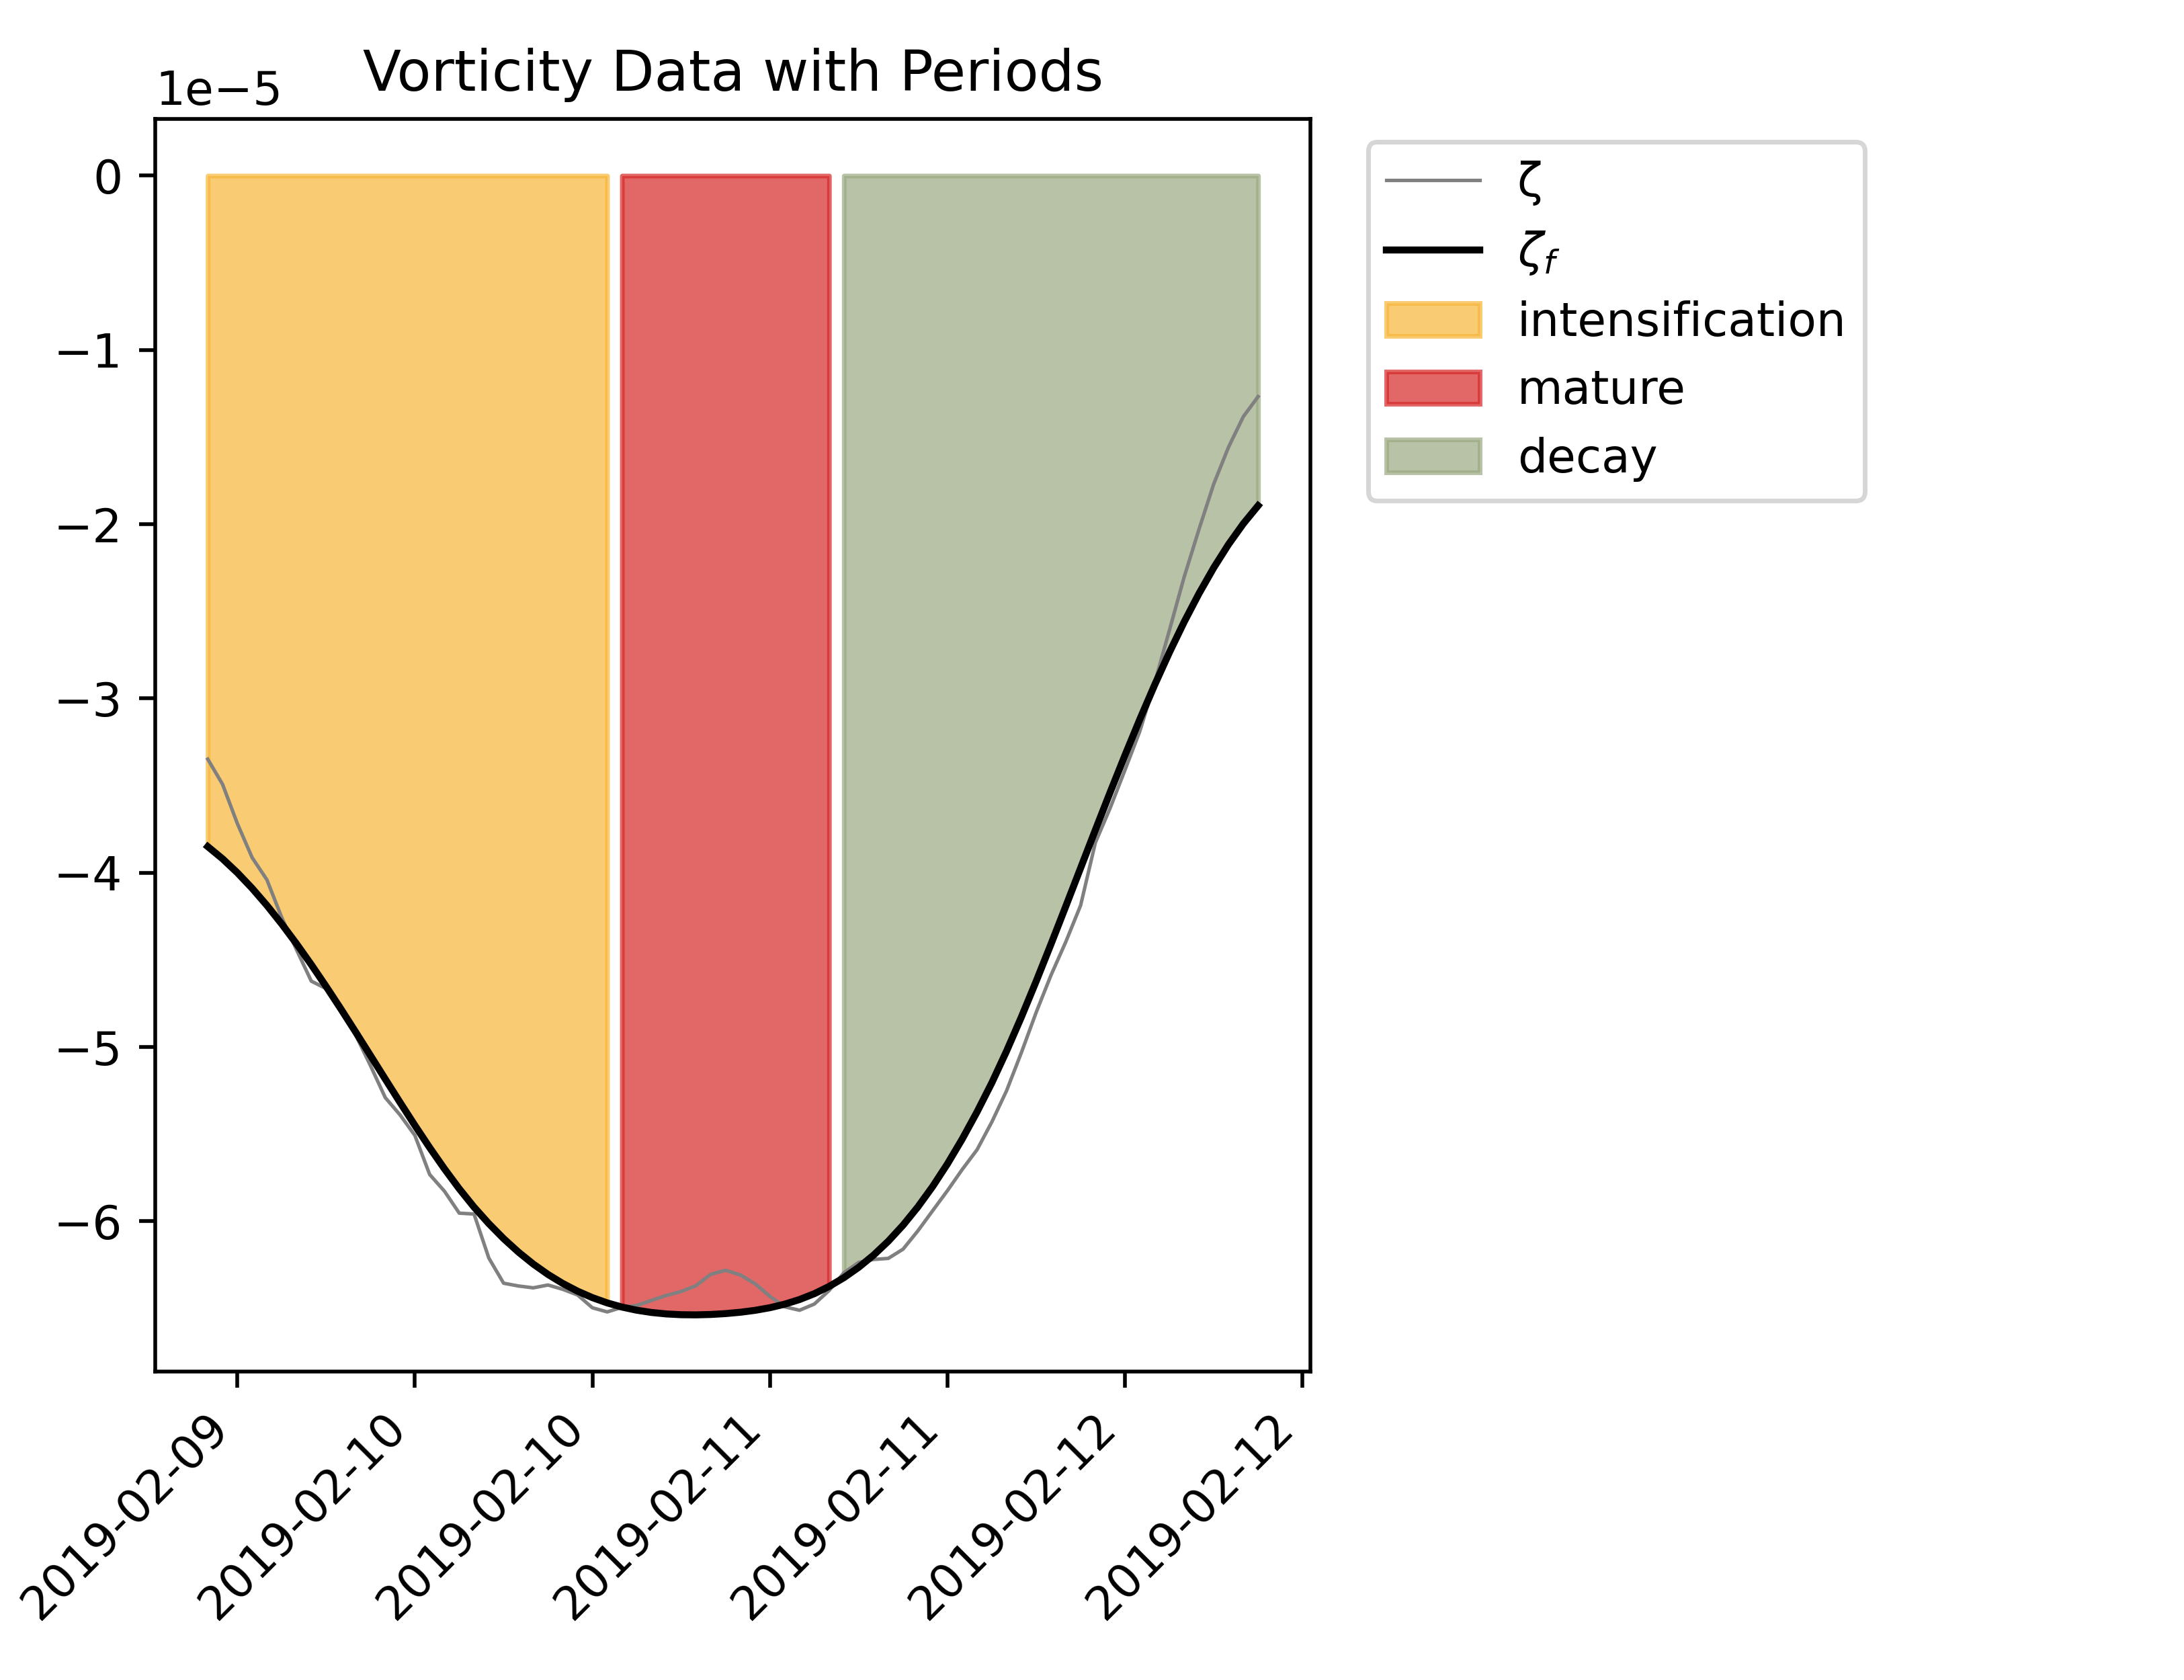 Vorticity Data with Periods
1e−5
0
−1
−2
−3
−4
−5
−6
2019-02-09
2019-02-10
2019-02-10
2019-02-11
2019-02-11
2019-02-12
2019-02-12
ζ
ζf
intensification
mature
decay